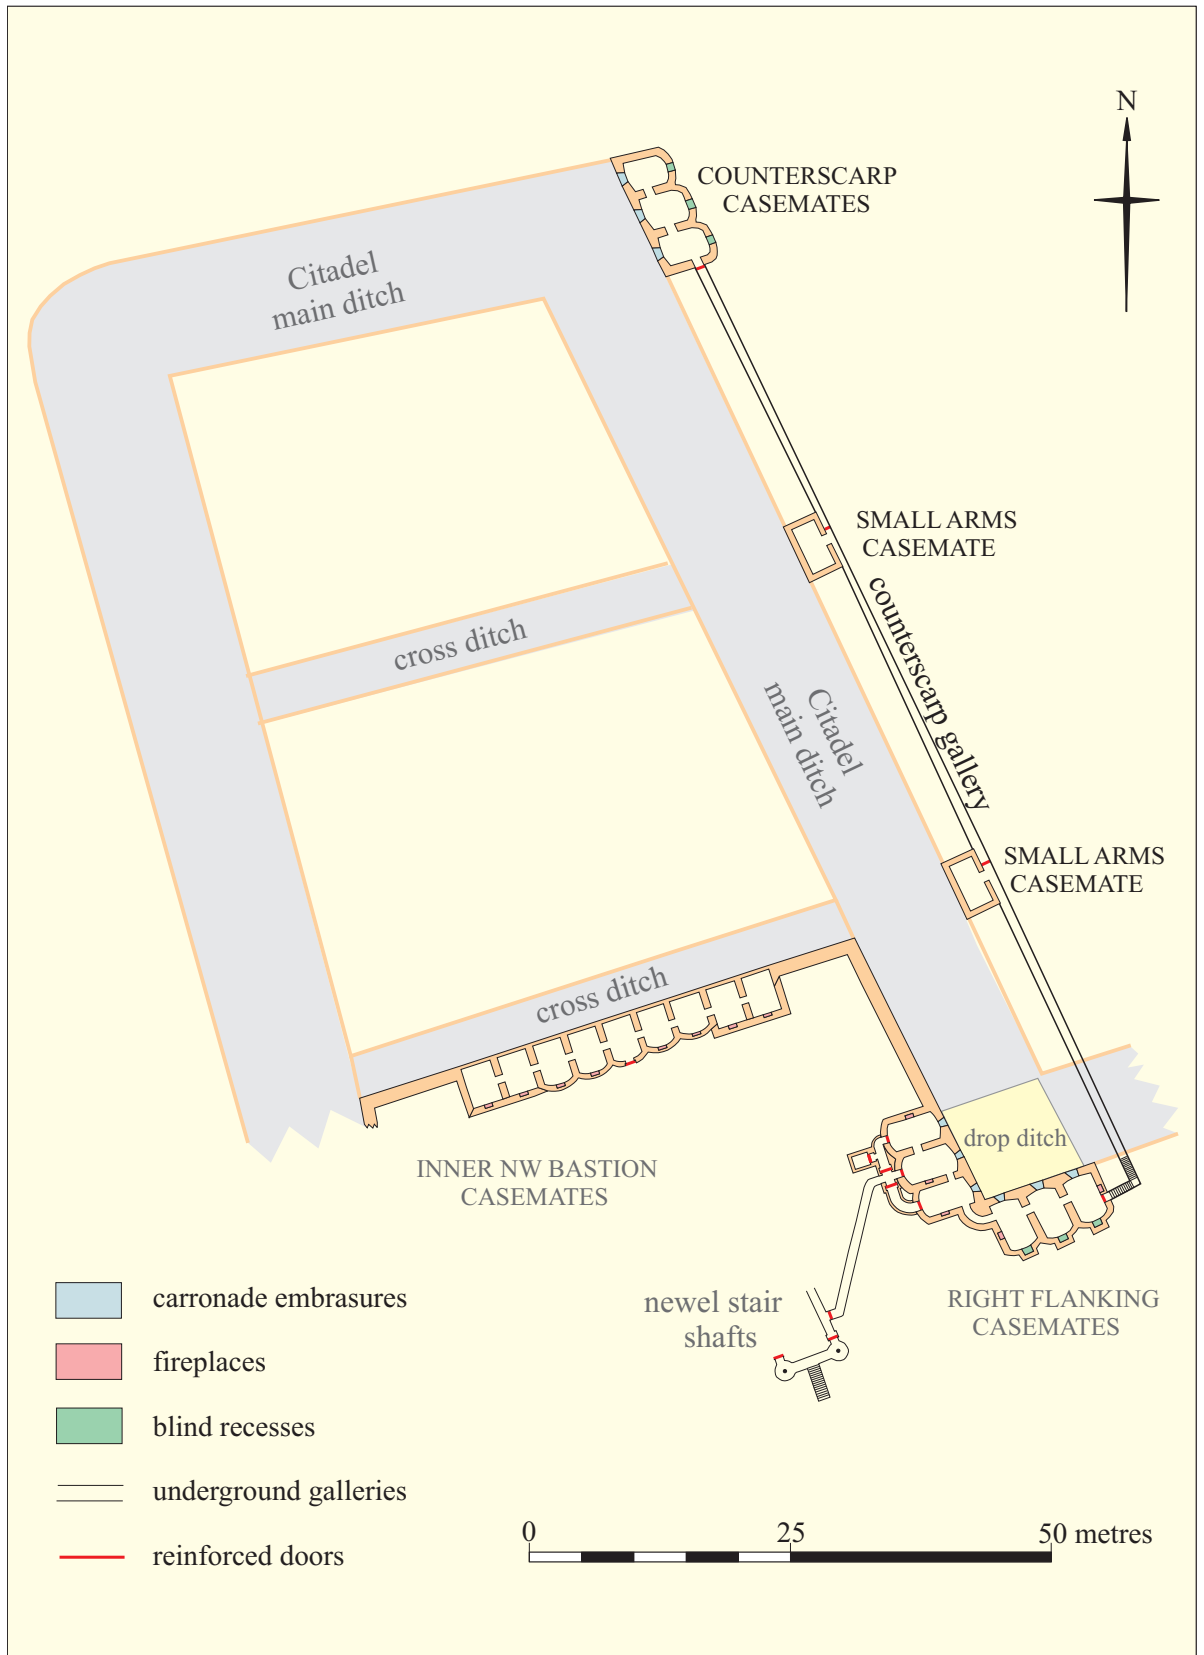 N
COUNTERSCARP
CASEMATES
Citadel
main ditch
SMALL ARMS
CASEMATE
counterscarp gallery
cross ditch
Citadel
main ditch
SMALL ARMS
CASEMATE
cross ditch
drop ditch
INNER NW BASTION
CASEMATES
newel stair
shafts
RIGHT FLANKING
CASEMATES
carronade embrasures
fireplaces
blind recesses
underground galleries
reinforced doors
0 25 50 metres